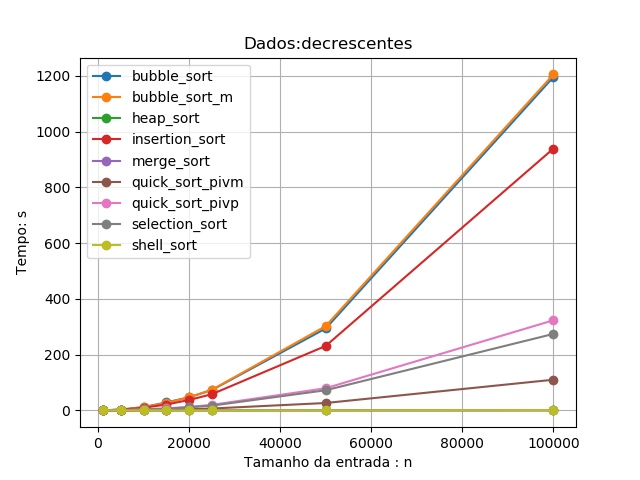 Dados:decrescentes
1200
1000
800
600
400
200
0
Tempo: s
bubble_sort
bubble_sort_m
heap_sort
insertion_sort
merge_sort
quick_sort_pivm
quick_sort_pivp
selection_sort
shell_sort
0 20000 40000 60000 80000 100000
Tamanho da entrada : n